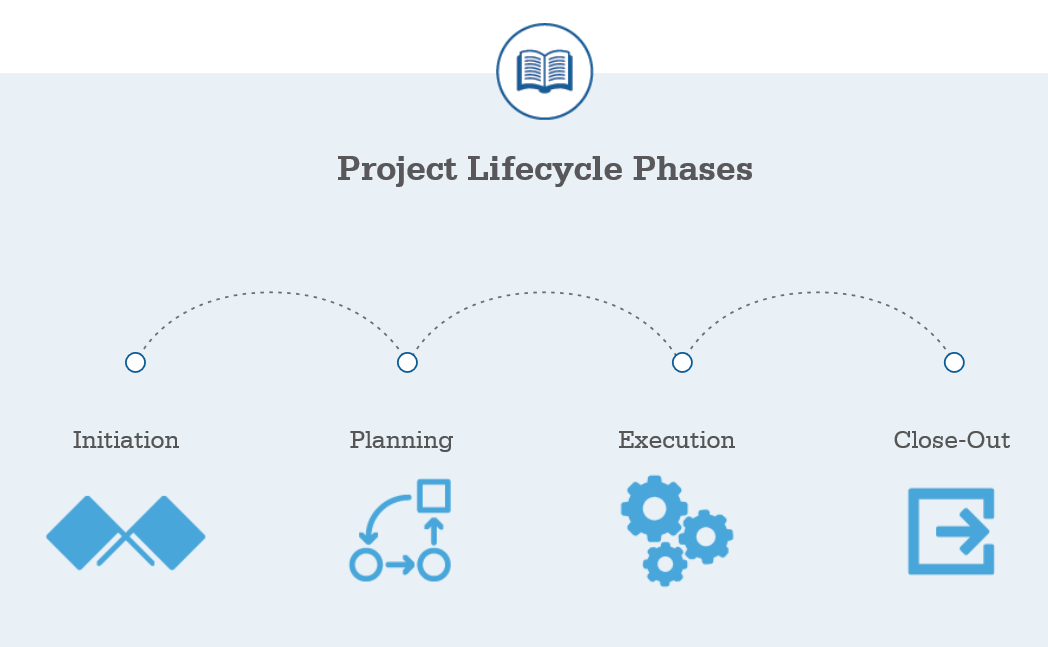 Project Lifecycle Phases
Initiation
Planning
Execution
Close-Out